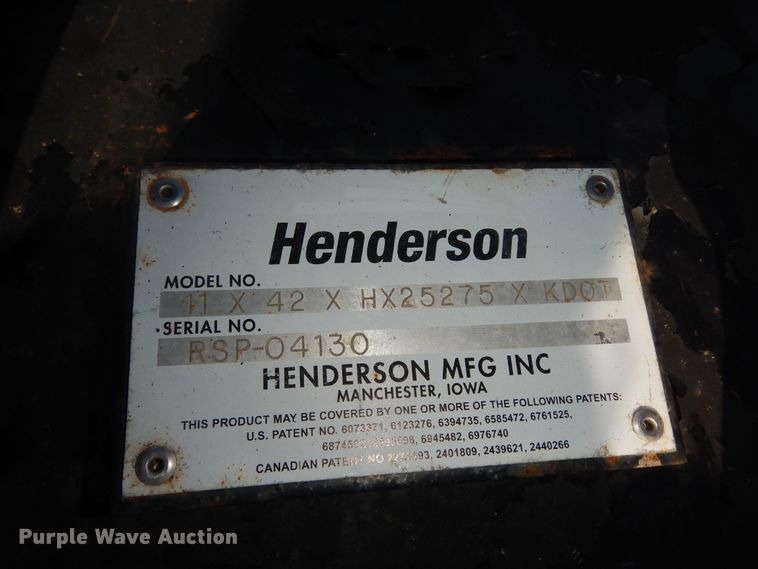 Henderson
MODEL NO.
11 X 42 X HX25275 X KDOT
SERIAL NO.
RSP-04130
HENDERSON MFG INC
MANCHESTER, IOWA
THIS PRODUCT MAY BE COVERED BY ONE OR MORE OF THE FOLLOWING PATENTS:
U.S. PATENT NO. 6073371, 6123276, 6394735, 6585472, 6761525,
6945482, 6976740
CANADIAN PATENT NO 2401809, 2439621, 2440266
Purple Wave Auction